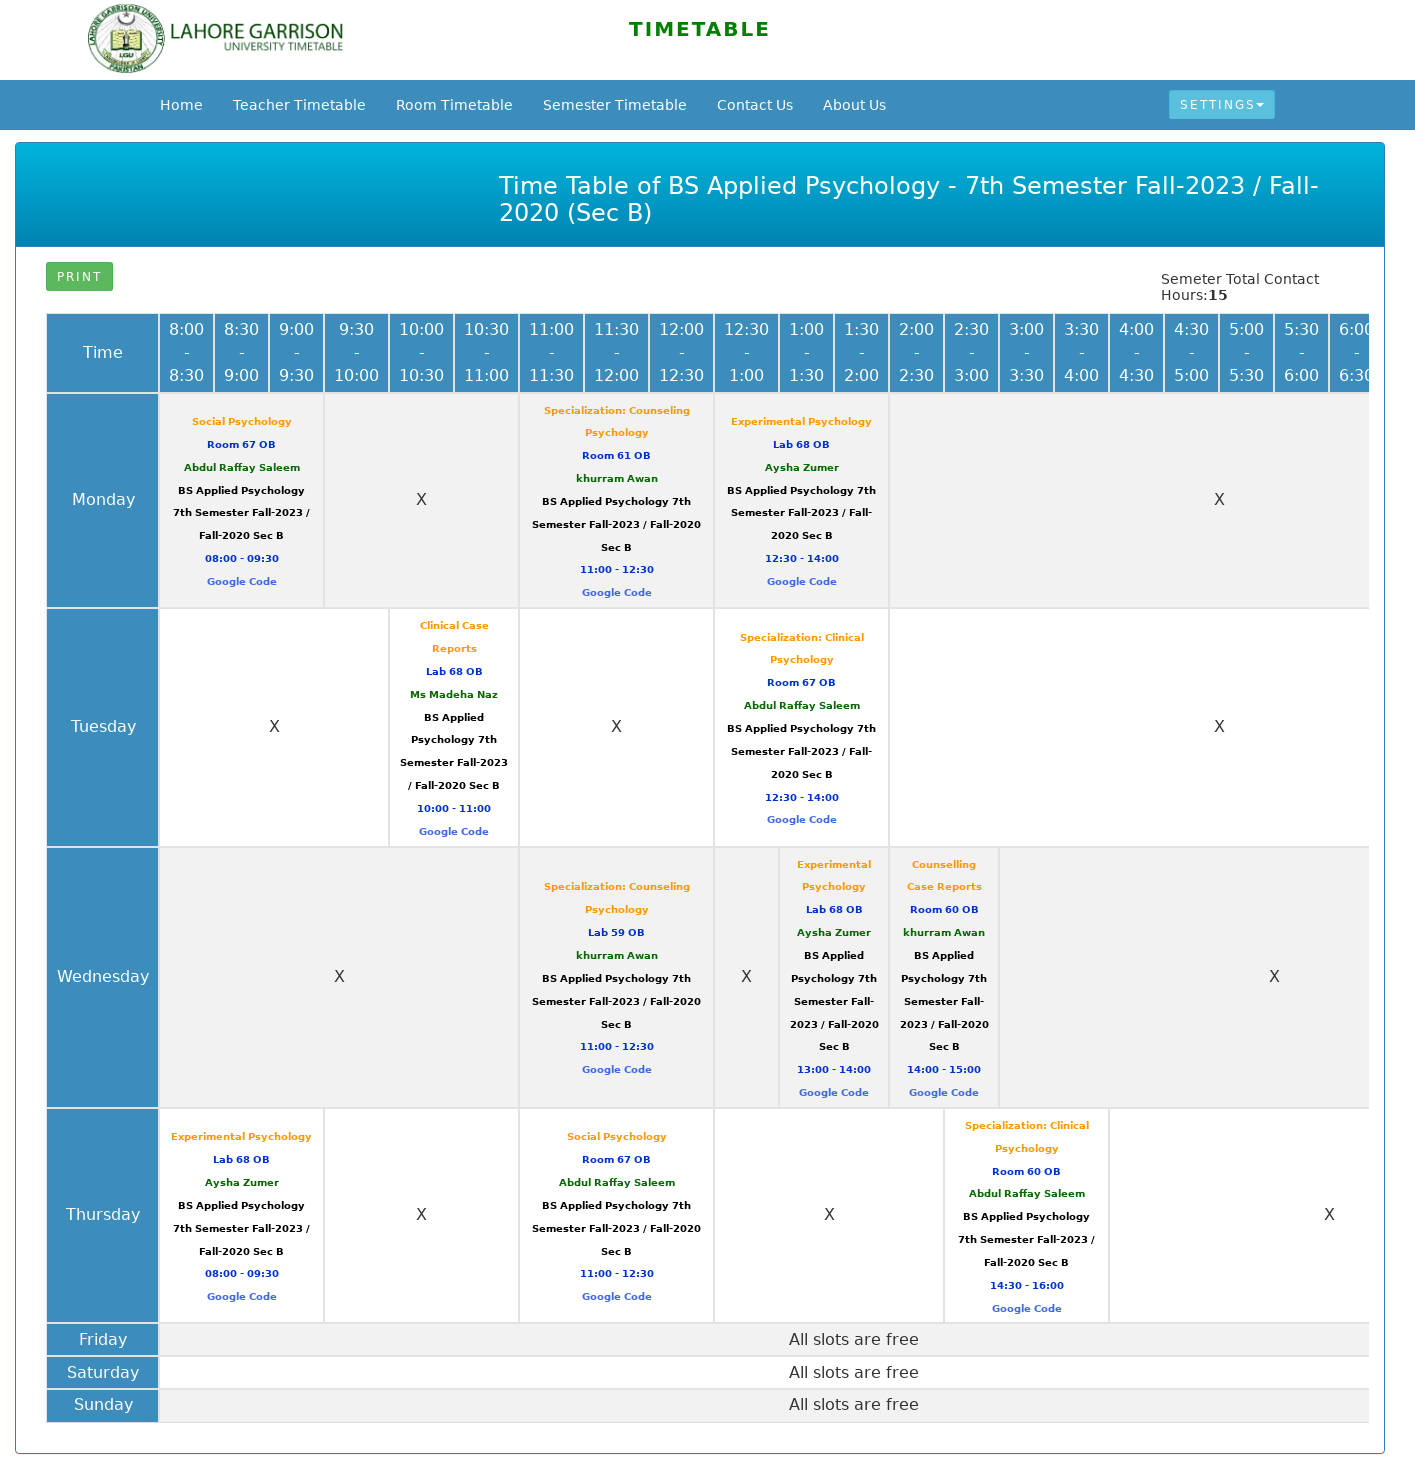 LAHORE GARRISON
UNIVERSITY TIMETABLE
TIMETABLE
Home Teacher Timetable Room Timetable Semester Timetable Contact Us About Us SETTINGS
Time Table of BS Applied Psychology - 7th Semester Fall-2023 / Fall-
2020 (Sec B)
PRINT
Semeter Total Contact
Hours:15
Time
8:00 - 8:30
8:30 - 9:00
9:00 - 9:30
9:30 - 10:00
10:00 - 10:30
10:30 - 11:00
11:00 - 11:30
11:30 - 12:00
12:00 - 12:30
12:30 - 1:00
1:00 - 1:30
1:30 - 2:00
2:00 - 2:30
2:30 - 3:00
3:00 - 3:30
3:30 - 4:00
4:00 - 4:30
4:30 - 5:00
5:00 - 5:30
5:30 - 6:00
6:00 - 6:30
Monday
Social Psychology
Room 67 OB
Abdul Raffay Saleem
BS Applied Psychology
7th Semester Fall-2023 /
Fall-2020 Sec B
08:00 - 09:30
Google Code
X
Specialization: Counseling
Psychology
Room 61 OB
khurram Awan
BS Applied Psychology 7th
Semester Fall-2023 / Fall-2020
Sec B
11:00 - 12:30
Google Code
Experimental Psychology
Lab 68 OB
Aysha Zumer
BS Applied Psychology 7th
Semester Fall-2023 / Fall-
2020 Sec B
12:30 - 14:00
Google Code
X
Tuesday
X
Clinical Case
Reports
Lab 68 OB
Ms Madeha Naz
BS Applied
Psychology 7th
Semester Fall-2023
/ Fall-2020 Sec B
10:00 - 11:00
Google Code
X
Specialization: Clinical
Psychology
Room 67 OB
Abdul Raffay Saleem
BS Applied Psychology 7th
Semester Fall-2023 / Fall-
2020 Sec B
12:30 - 14:00
Google Code
X
Wednesday
X
Specialization: Counseling
Psychology
Lab 59 OB
khurram Awan
BS Applied Psychology 7th
Semester Fall-2023 / Fall-2020
Sec B
11:00 - 12:30
Google Code
X
Experimental
Psychology
Lab 68 OB
Aysha Zumer
BS Applied
Psychology 7th
Semester Fall-
2023 / Fall-2020
Sec B
13:00 - 14:00
Google Code
Counselling
Case Reports
Room 60 OB
khurram Awan
BS Applied
Psychology 7th
Semester Fall-
2023 / Fall-2020
Sec B
14:00 - 15:00
Google Code
X
Thursday
Experimental Psychology
Lab 68 OB
Aysha Zumer
BS Applied Psychology
7th Semester Fall-2023 /
Fall-2020 Sec B
08:00 - 09:30
Google Code
X
Social Psychology
Room 67 OB
Abdul Raffay Saleem
BS Applied Psychology 7th
Semester Fall-2023 / Fall-2020
Sec B
11:00 - 12:30
Google Code
X
Specialization: Clinical
Psychology
Room 60 OB
Abdul Raffay Saleem
BS Applied Psychology
7th Semester Fall-2023 /
Fall-2020 Sec B
14:30 - 16:00
Google Code
X
Friday
All slots are free
Saturday
All slots are free
Sunday
All slots are free